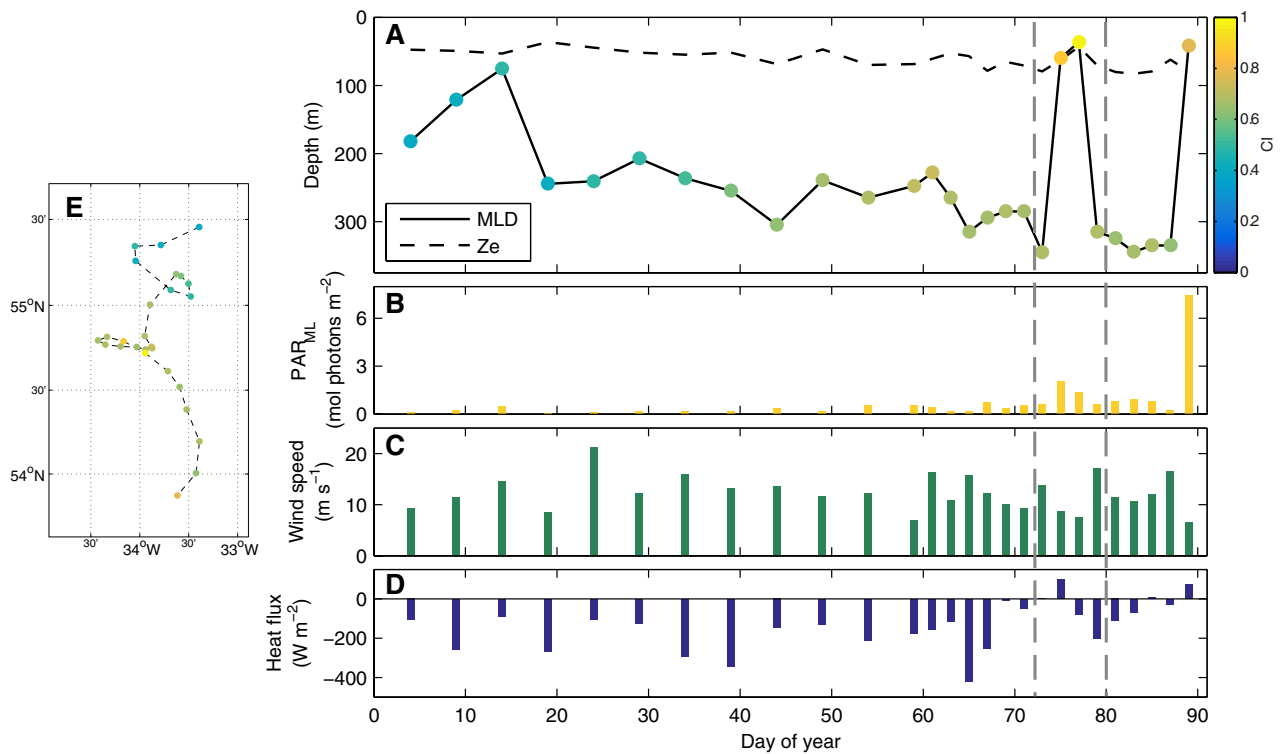 A
0
100
200
300
Depth (m)
MLD
Ze
1
0.8
0.6
0.4
0.2
0
CI
B
6
3
0
PAR_ML
(mol photons m⁻²)
C
20
10
0
Wind speed
(m s⁻¹)
D
0
−200
−400
Heat flux
(W m⁻²)
0 10 20 30 40 50 60 70 80 90
Day of year
E
30'
55°N
30'
54°N
30' 34°W 30' 33°W